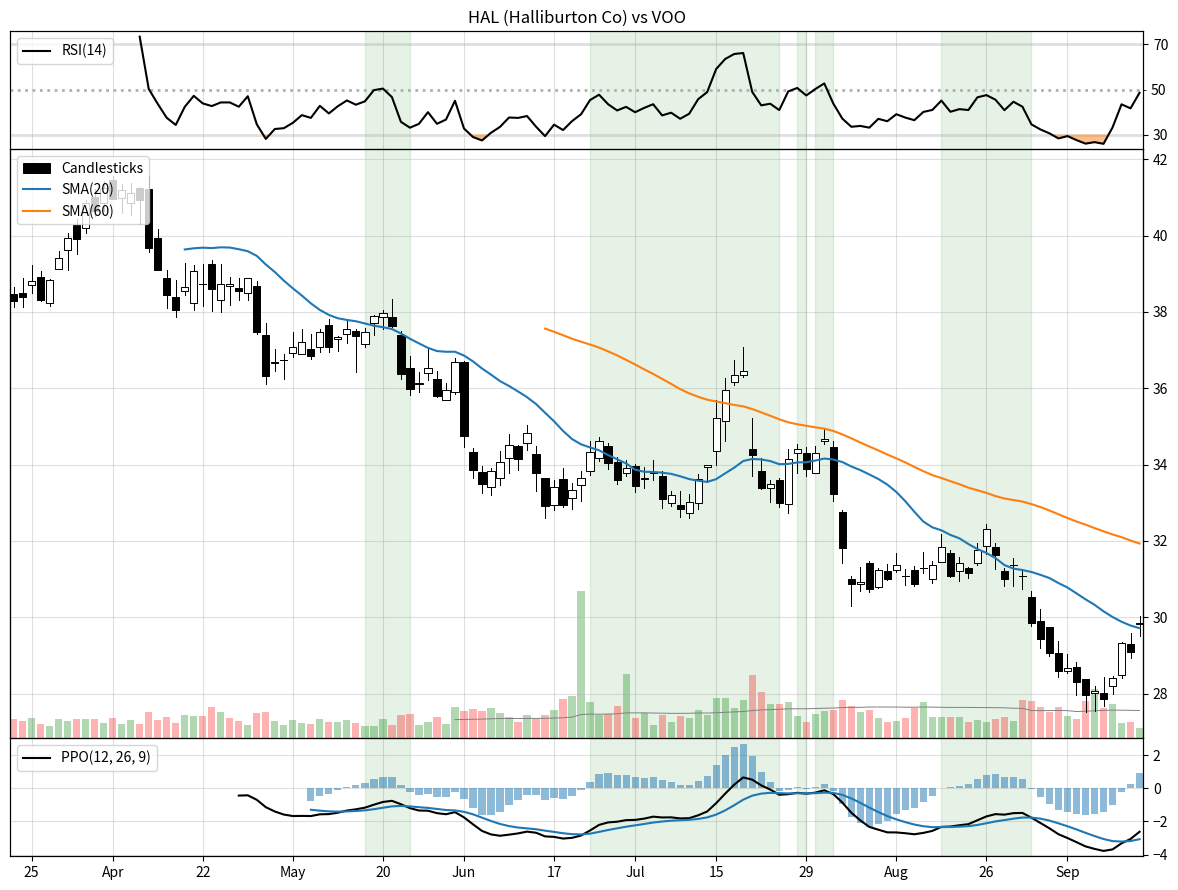 HAL (Halliburton Co) vs VOO
RSI(14)
70
50
30
Candlesticks
SMA(20)
SMA(60)
42
40
38
36
34
32
30
28
PPO(12, 26, 9)
2
0
−2
−4
25 Apr 22 May 20 Jun 17 Jul 15 29 Aug 26 Sep